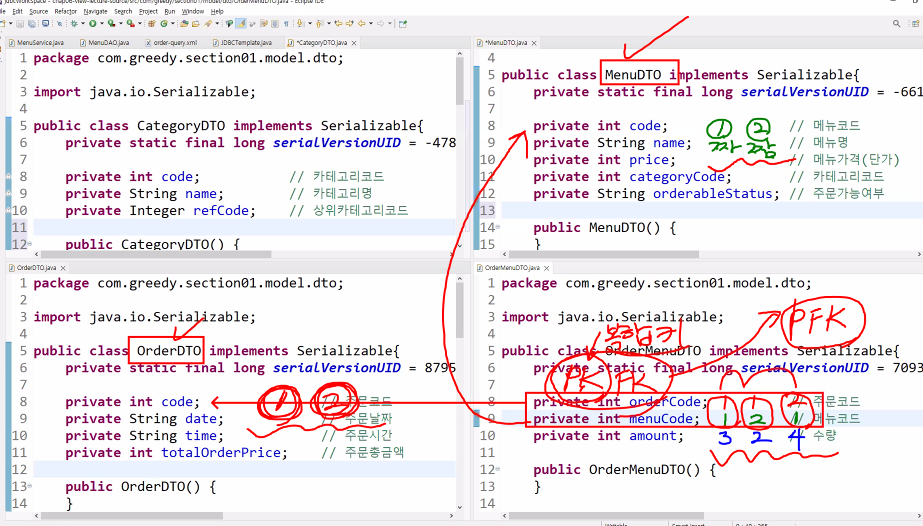 File Edit Source Refactor Navigate Search Project Run Window Help
MenuService.java MenuDAO.java order-query.xml JDBCTemplate.java *CategoryDTO.java
1 package com.greedy.section01.model.dto;
2
3 import java.io.Serializable;
4
5 public class CategoryDTO implements Serializable{
6 private static final long serialVersionUID = -478
7
8 private int code; // 카테고리코드
9 private String name; // 카테고리명
10 private Integer refCode; // 상위카테고리코드
11
12 public CategoryDTO() {
*MenuDTO.java
4
5 public class MenuDTO implements Serializable{
6 private static final long serialVersionUID = -661
7
8 private int code; ① ② // 메뉴코드
9 private String name; 짜 짬 // 메뉴명
10 private int price; // 메뉴가격(단가)
11 private int categoryCode; // 카테고리코드
12 private String orderableStatus; // 주문가능여부
13
14 public MenuDTO() {
15 }
OrderDTO.java
1 package com.greedy.section01.model.dto;
2
3 import java.io.Serializable;
4
5 public class OrderDTO implements Serializable{
6 private static final long serialVersionUID = 8795
7
8 private int code; ① ② // 주문코드
9 private String date; // 주문날짜
10 private String time; // 주문시간
11 private int totalOrderPrice; // 주문총금액
12
13 public OrderDTO() {
14 }
OrderMenuDTO.java
1 package com.greedy.section01.model.dto;
2
3 import java.io.Serializable;
4 복합키 PFK
5 public class OrderMenuDTO implements Serializable{
6 private static final long serialVersionUID = 7093
7 PK FK
8 private int orderCode; 1 1 2 // 주문코드
9 private int menuCode; 1 2 1 // 메뉴코드
10 private int amount; 3 2 4 // 수량
11
12 public OrderMenuDTO() {
13 }
14